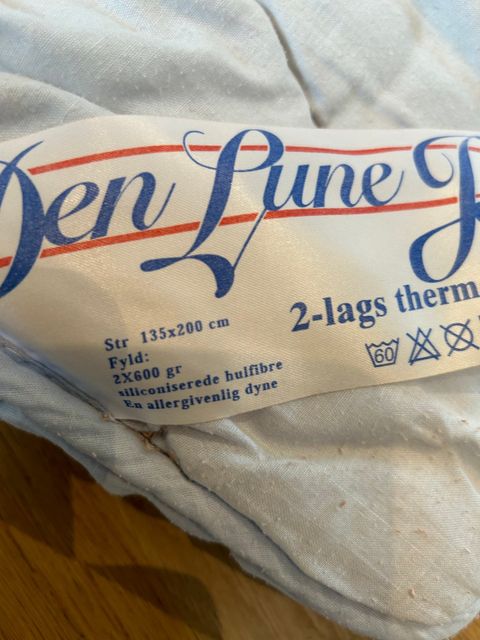 Den Lune
2-lags therm
Str 135x200 cm
Fyld:
2X600 gr
siliconiserede hulfibre
En allergivenlig dyne
60